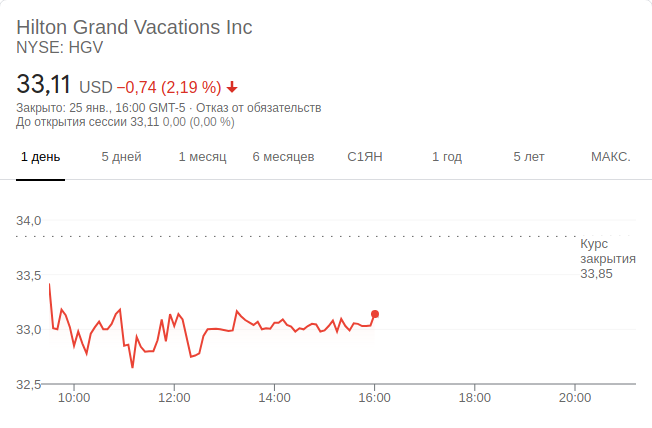 Hilton Grand Vacations Inc
NYSE: HGV
33,11 USD −0,74 (2,19 %)
Закрыто: 25 янв., 16:00 GMT-5 · Отказ от обязательств
До открытия сессии 33,11 0,00 (0,00 %)
1 день 5 дней 1 месяц 6 месяцев С1ЯН 1 год 5 лет МАКС.
34,0
Курс
закрытия
33,85
33,5
33,0
32,5
10:00 12:00 14:00 16:00 18:00 20:00